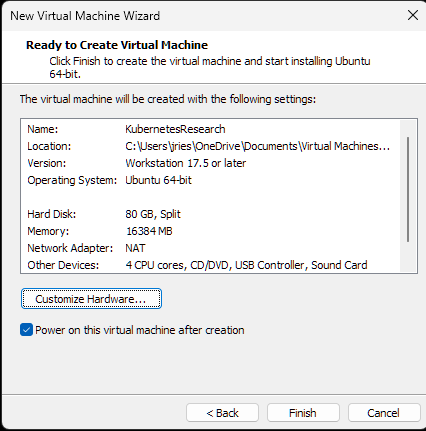 New Virtual Machine Wizard
Ready to Create Virtual Machine
Click Finish to create the virtual machine and start installing Ubuntu
64-bit.
The virtual machine will be created with the following settings:
Name: KubernetesResearch
Location: C:\Users\jries\OneDrive\Documents\Virtual Machines...
Version: Workstation 17.5 or later
Operating System: Ubuntu 64-bit
Hard Disk: 80 GB, Split
Memory: 16384 MB
Network Adapter: NAT
Other Devices: 4 CPU cores, CD/DVD, USB Controller, Sound Card
Customize Hardware...
Power on this virtual machine after creation
< Back Finish Cancel